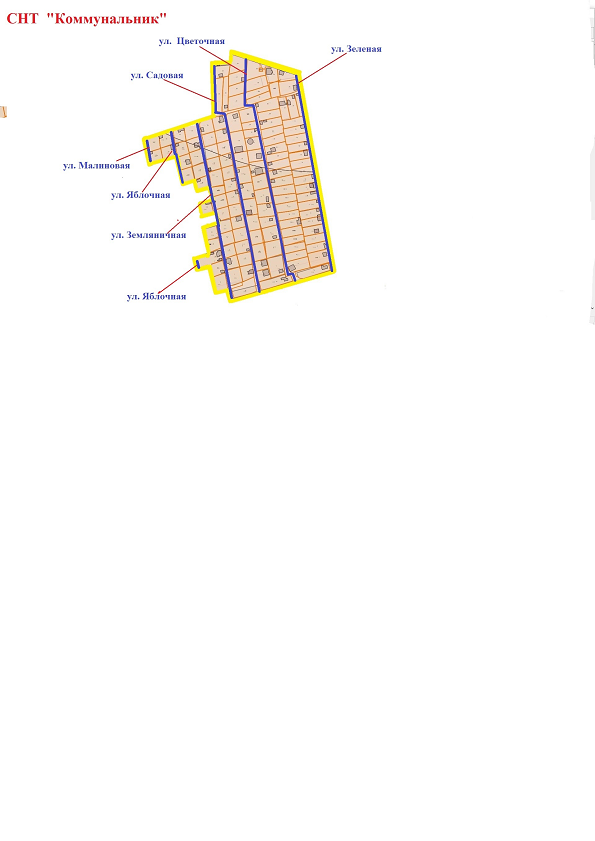 СНТ "Коммунальник"
ул. Цветочная
ул. Зеленая
ул. Садовая
ул. Малиновая
ул. Яблочная
ул. Земляничная
ул. Яблочная